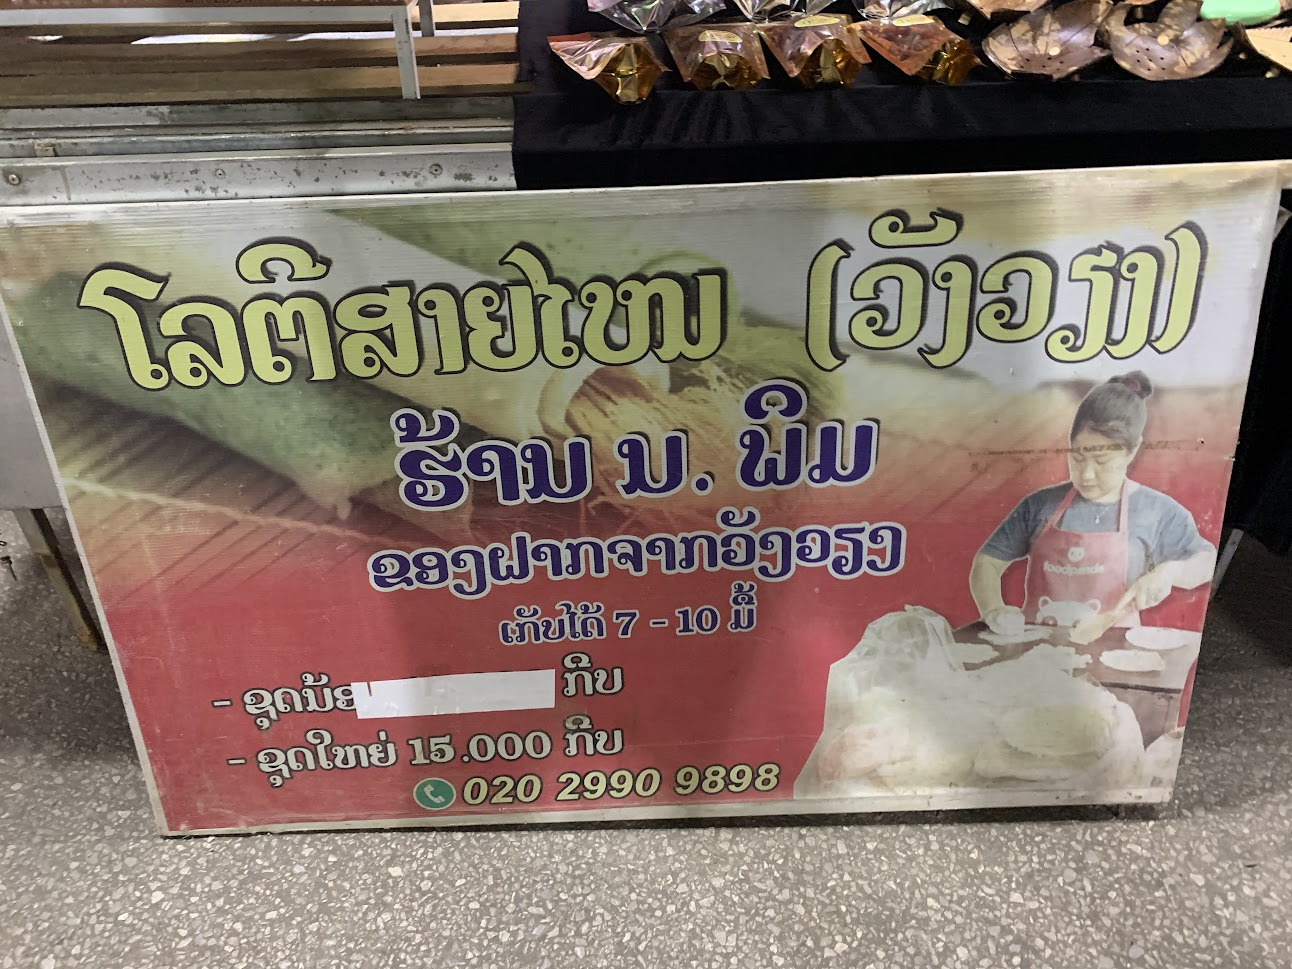 ໂລຕີສາຍໄໝ (ວັງວຽງ)
ຮ້ານ ນ. ພິມ
ຂອງຝາກຈາກວັງວຽງ
ເກັບໄດ້ 7 - 10 ມື້
- ຊຸດນ້ອ ກີບ
- ຊຸດໃຫຍ່ 15.000 ກີບ
020 2990 9898
foodpanda